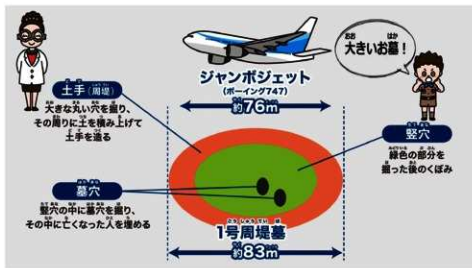 大きいお墓!
ジャンボジェット
(ボーイング747)
約76m
土手(周堤)
大きな丸い穴を掘り、
その周りに土を積み上げて
土手を造る
竪穴
緑色の部分を
掘った後のくぼみ
墓穴
竪穴の中に墓穴を掘り、
その中に亡くなった人を埋める
1号周堤墓
約83m